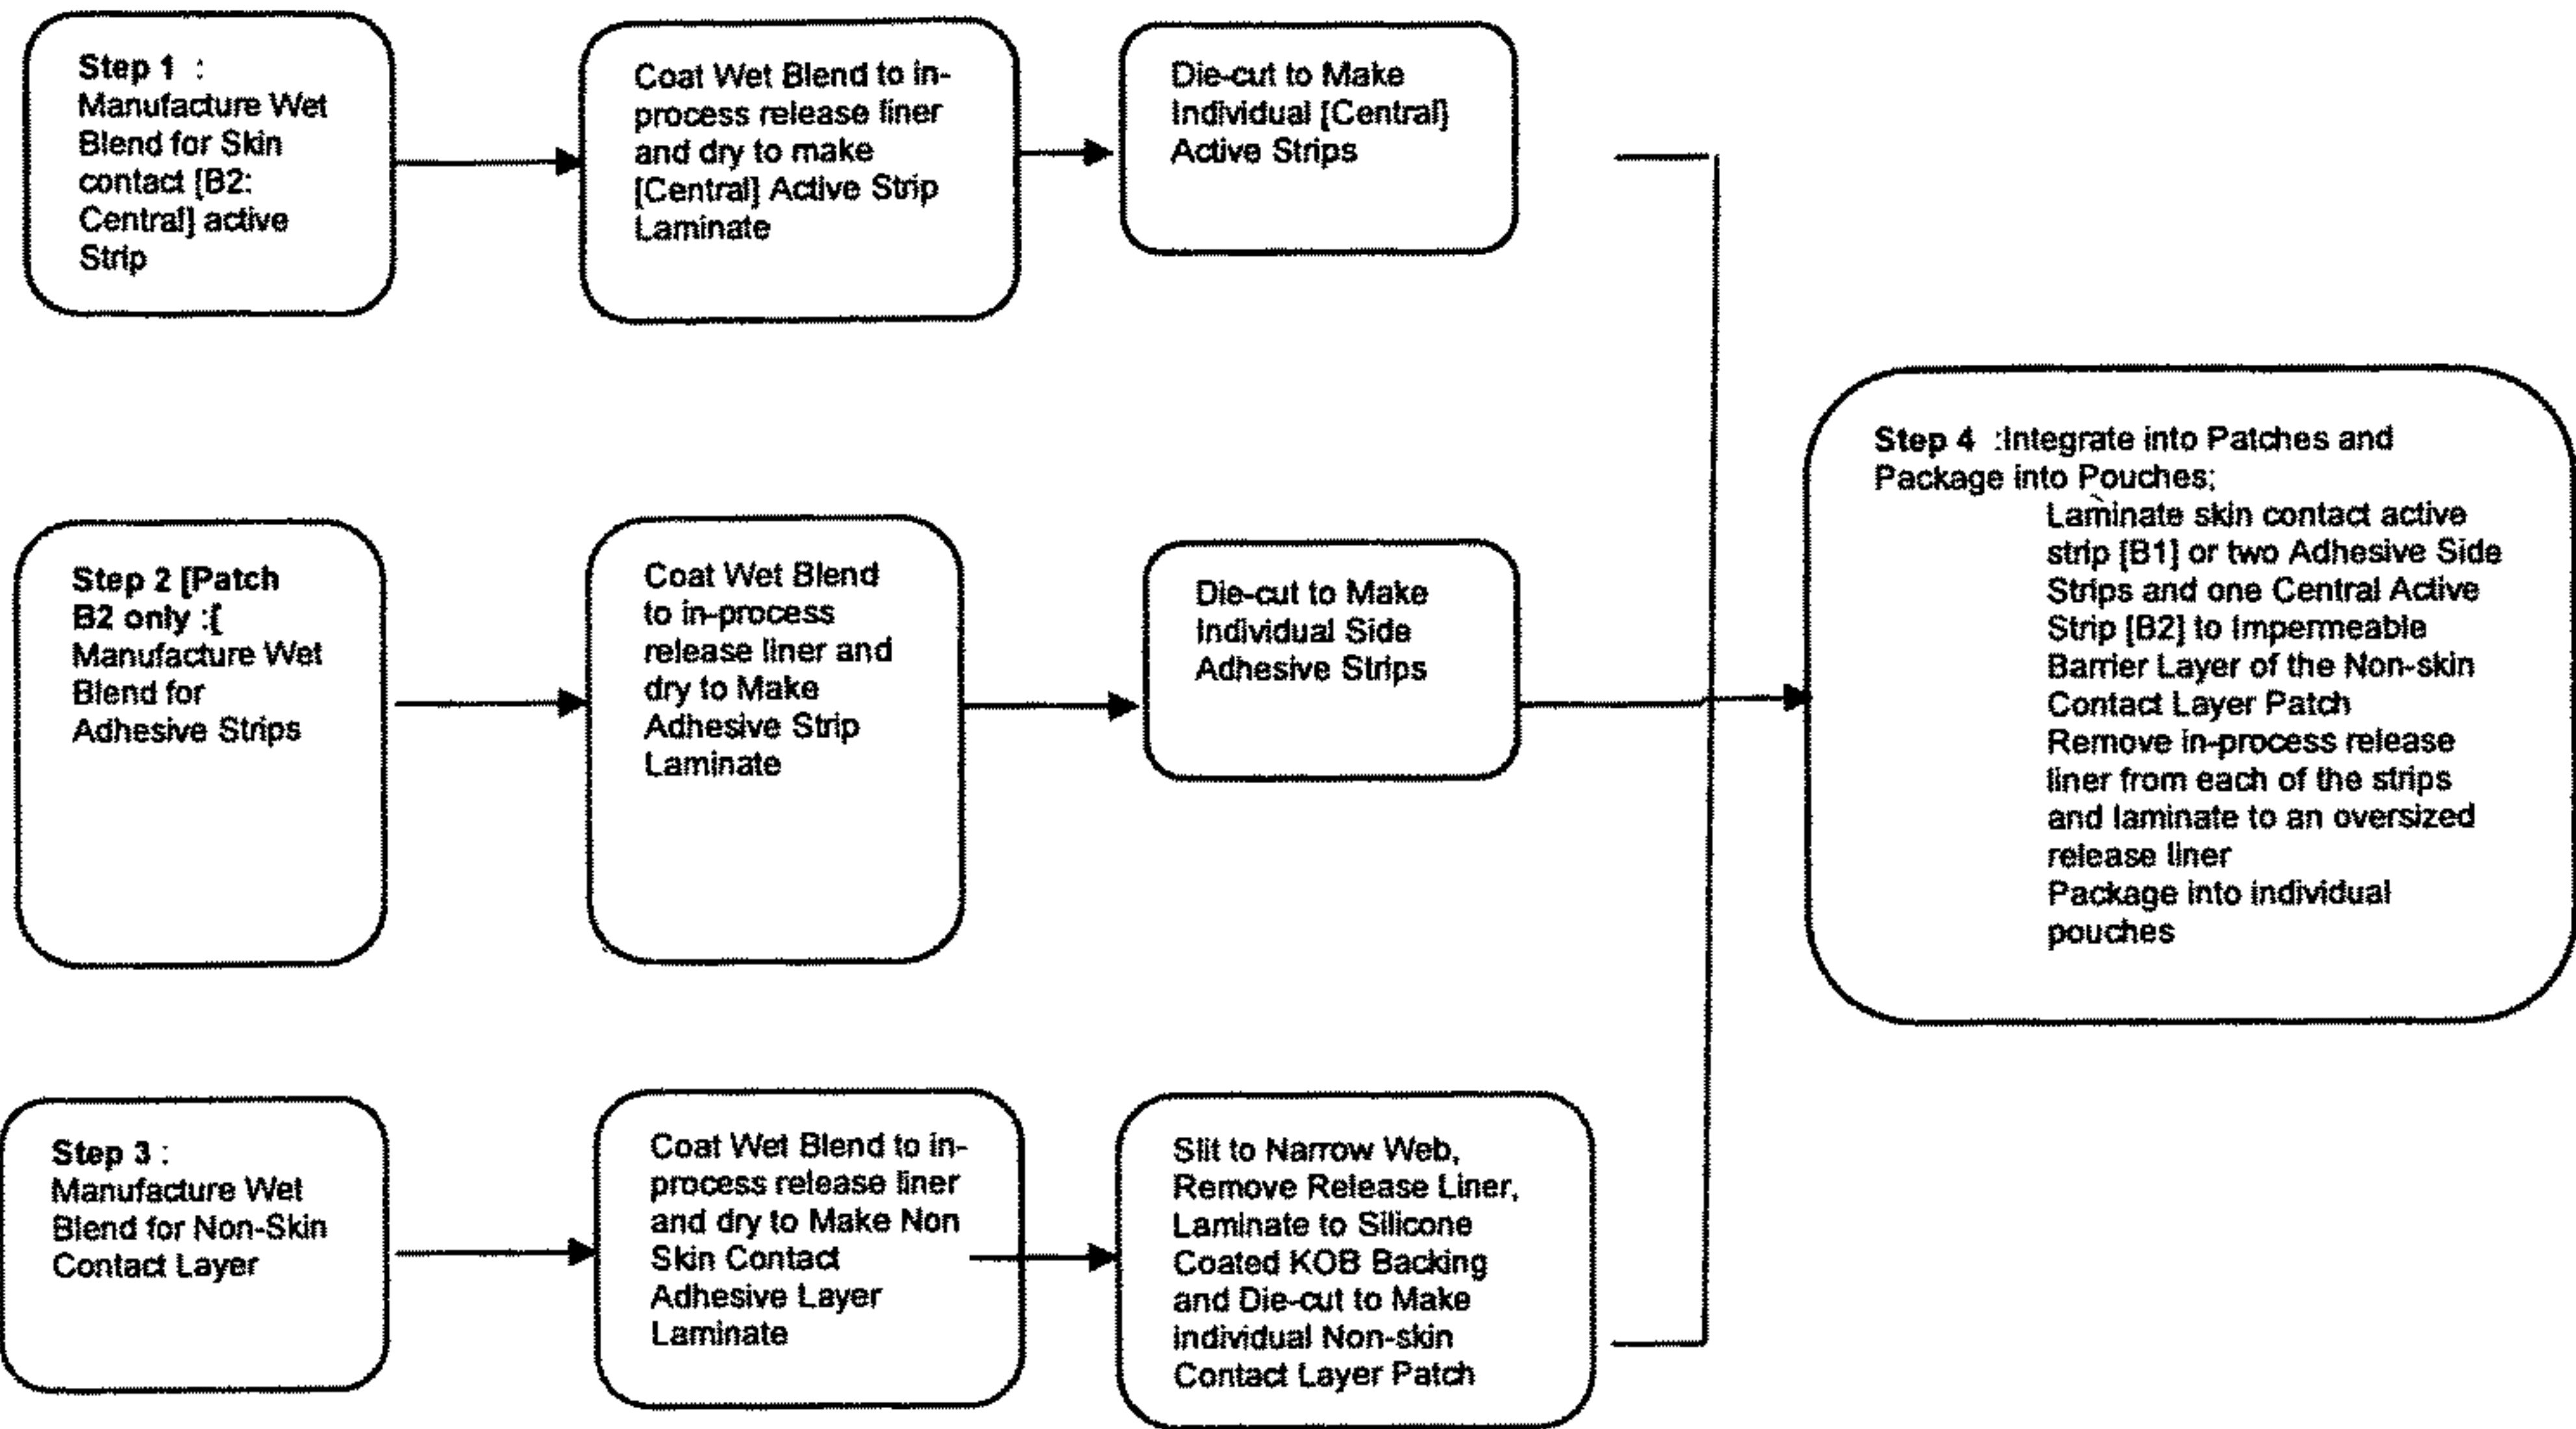 Step 1 :
Manufacture Wet
Blend for Skin
contact [B2:
Central] active
Strip
Coat Wet Blend to in-
process release liner
and dry to make
[Central] Active Strip
Laminate
Die-cut to Make
Individual [Central]
Active Strips
Step 2 [Patch
B2 only :[
Manufacture Wet
Blend for
Adhesive Strips
Coat Wet Blend
to in-process
release liner and
dry to Make
Adhesive Strip
Laminate
Die-cut to Make
Individual Side
Adhesive Strips
Step 3 :
Manufacture Wet
Blend for Non-Skin
Contact Layer
Coat Wet Blend to in-
process release liner
and dry to Make Non
Skin Contact
Adhesive Layer
Laminate
Slit to Narrow Web,
Remove Release Liner,
Laminate to Silicone
Coated KOB Backing
and Die-cut to Make
individual Non-skin
Contact Layer Patch
Step 4 :Integrate into Patches and
Package into Pouches;
Laminate skin contact active
strip [B1] or two Adhesive Side
Strips and one Central Active
Strip [B2] to Impermeable
Barrier Layer of the Non-skin
Contact Layer Patch
Remove in-process release
liner from each of the strips
and laminate to an oversized
release liner
Package into individual
pouches